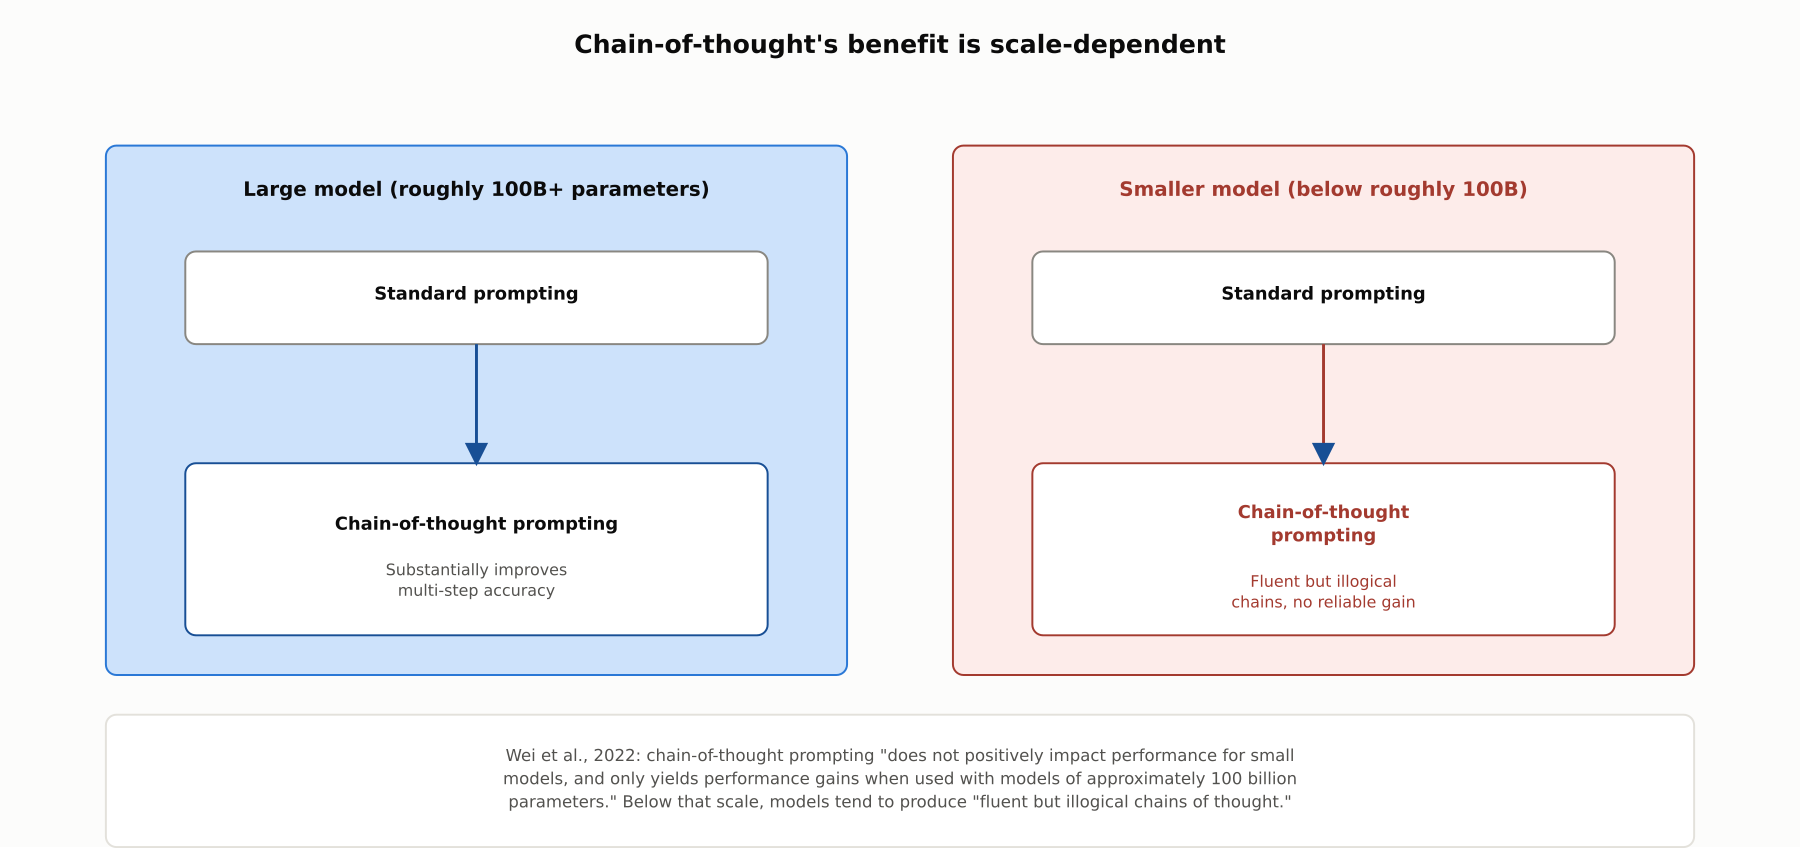 Chain-of-thought's benefit is scale-dependent
Large model (roughly 100B+ parameters)
Standard prompting
Chain-of-thought prompting
Substantially improves
multi-step accuracy
Smaller model (below roughly 100B)
Standard prompting
Chain-of-thought
prompting
Fluent but illogical
chains, no reliable gain
Wei et al., 2022: chain-of-thought prompting "does not positively impact performance for small
models, and only yields performance gains when used with models of approximately 100 billion
parameters." Below that scale, models tend to produce "fluent but illogical chains of thought."